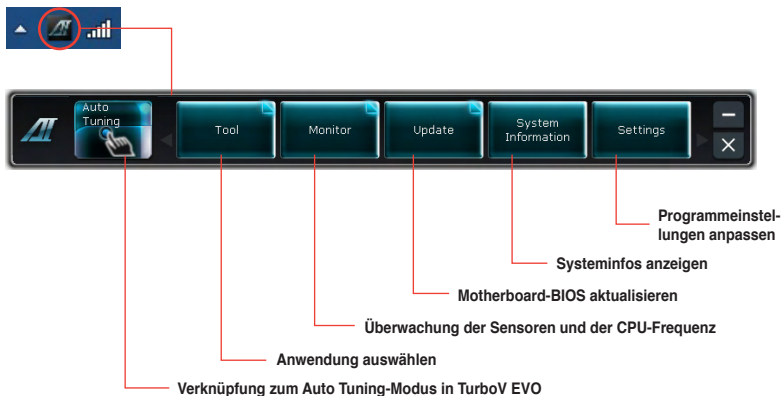 Auto
Tuning
Tool
Monitor
Update
System
Information
Settings
Programmeinstel-
lungen anpassen
Systeminfos anzeigen
Motherboard-BIOS aktualisieren
Überwachung der Sensoren und der CPU-Frequenz
Anwendung auswählen
Verknüpfung zum Auto Tuning-Modus in TurboV EVO